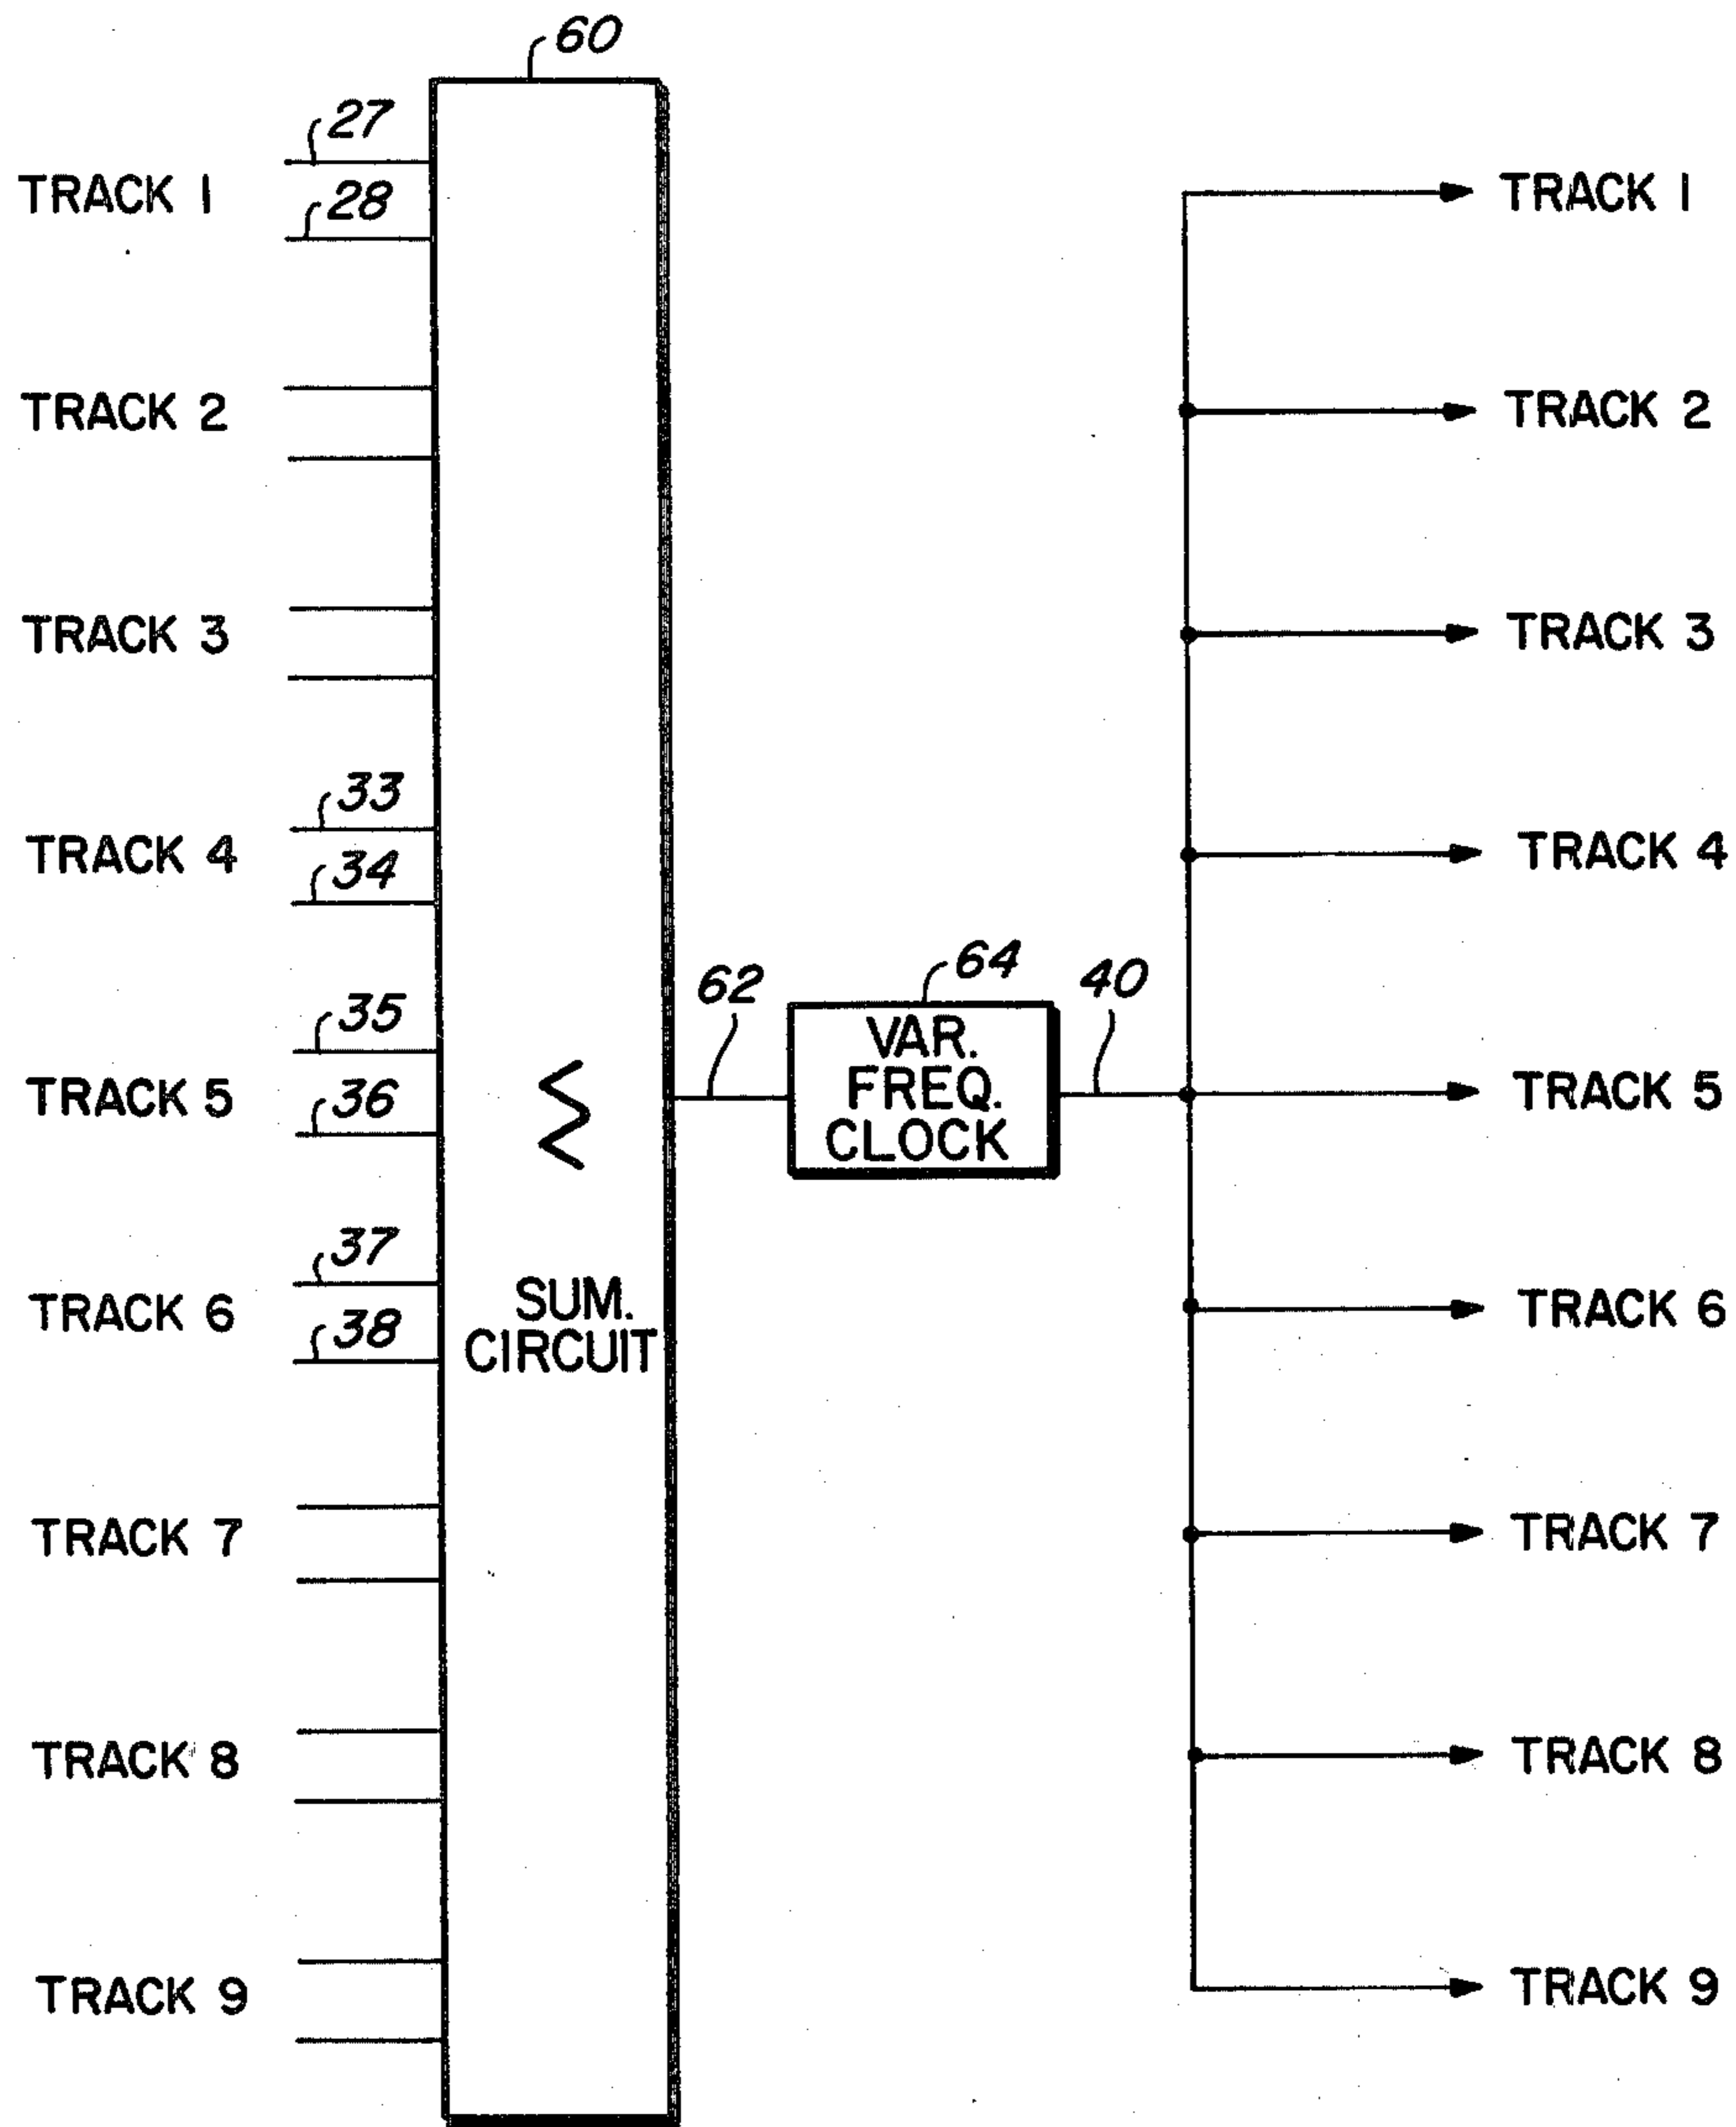 60
27
TRACK 1
28
TRACK 1
TRACK 2
TRACK 2
TRACK 3
TRACK 3
33
TRACK 4
34
TRACK 4
62
64
40
35
TRACK 5
36
VAR.
FREQ.
CLOCK
TRACK 5
37
TRACK 6
38
SUM.
CIRCUIT
TRACK 6
TRACK 7
TRACK 7
TRACK 8
TRACK 8
TRACK 9
TRACK 9